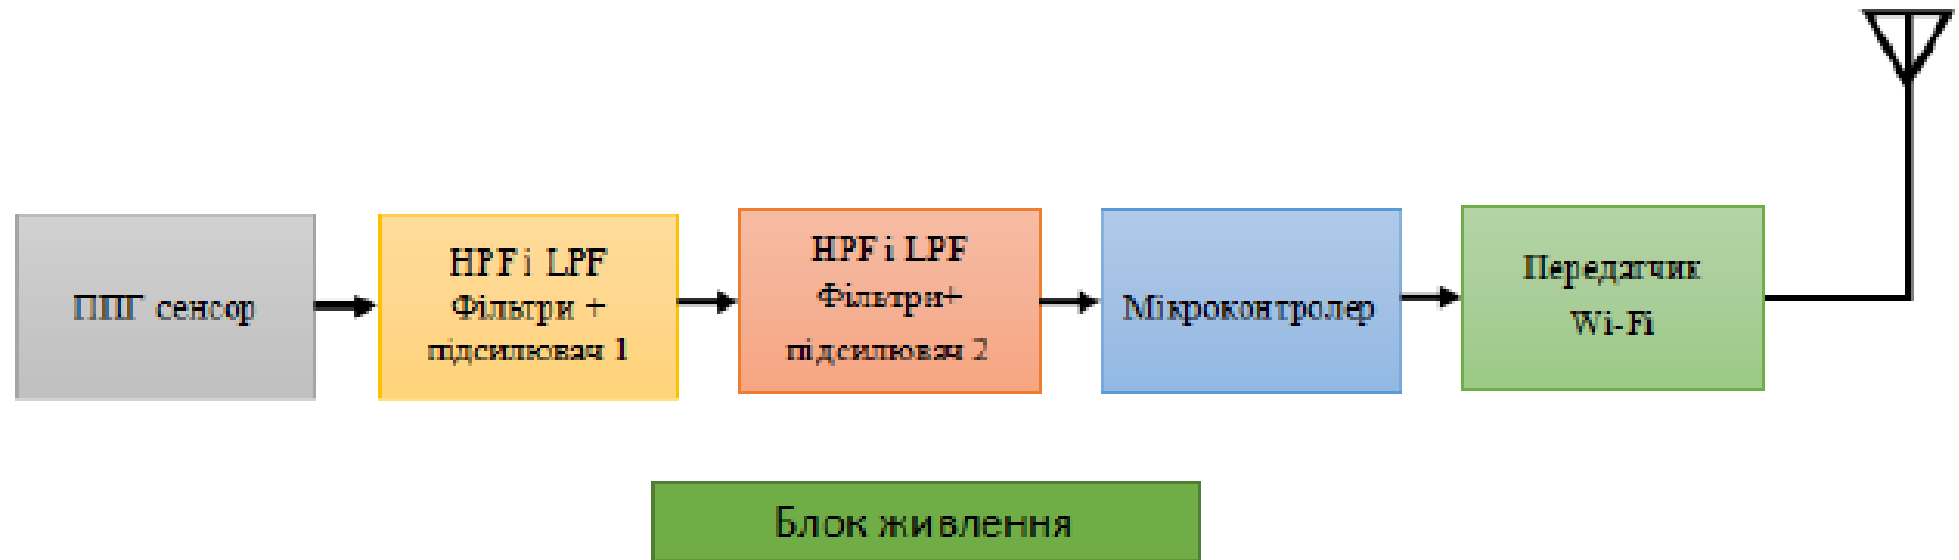 ППГ сенсор
HPF і LPF
Фільтри +
підсилювач 1
HPF і LPF
Фільтри+
підсилювач 2
Мікроконтролер
Передатчик
Wi-Fi
Блок живлення